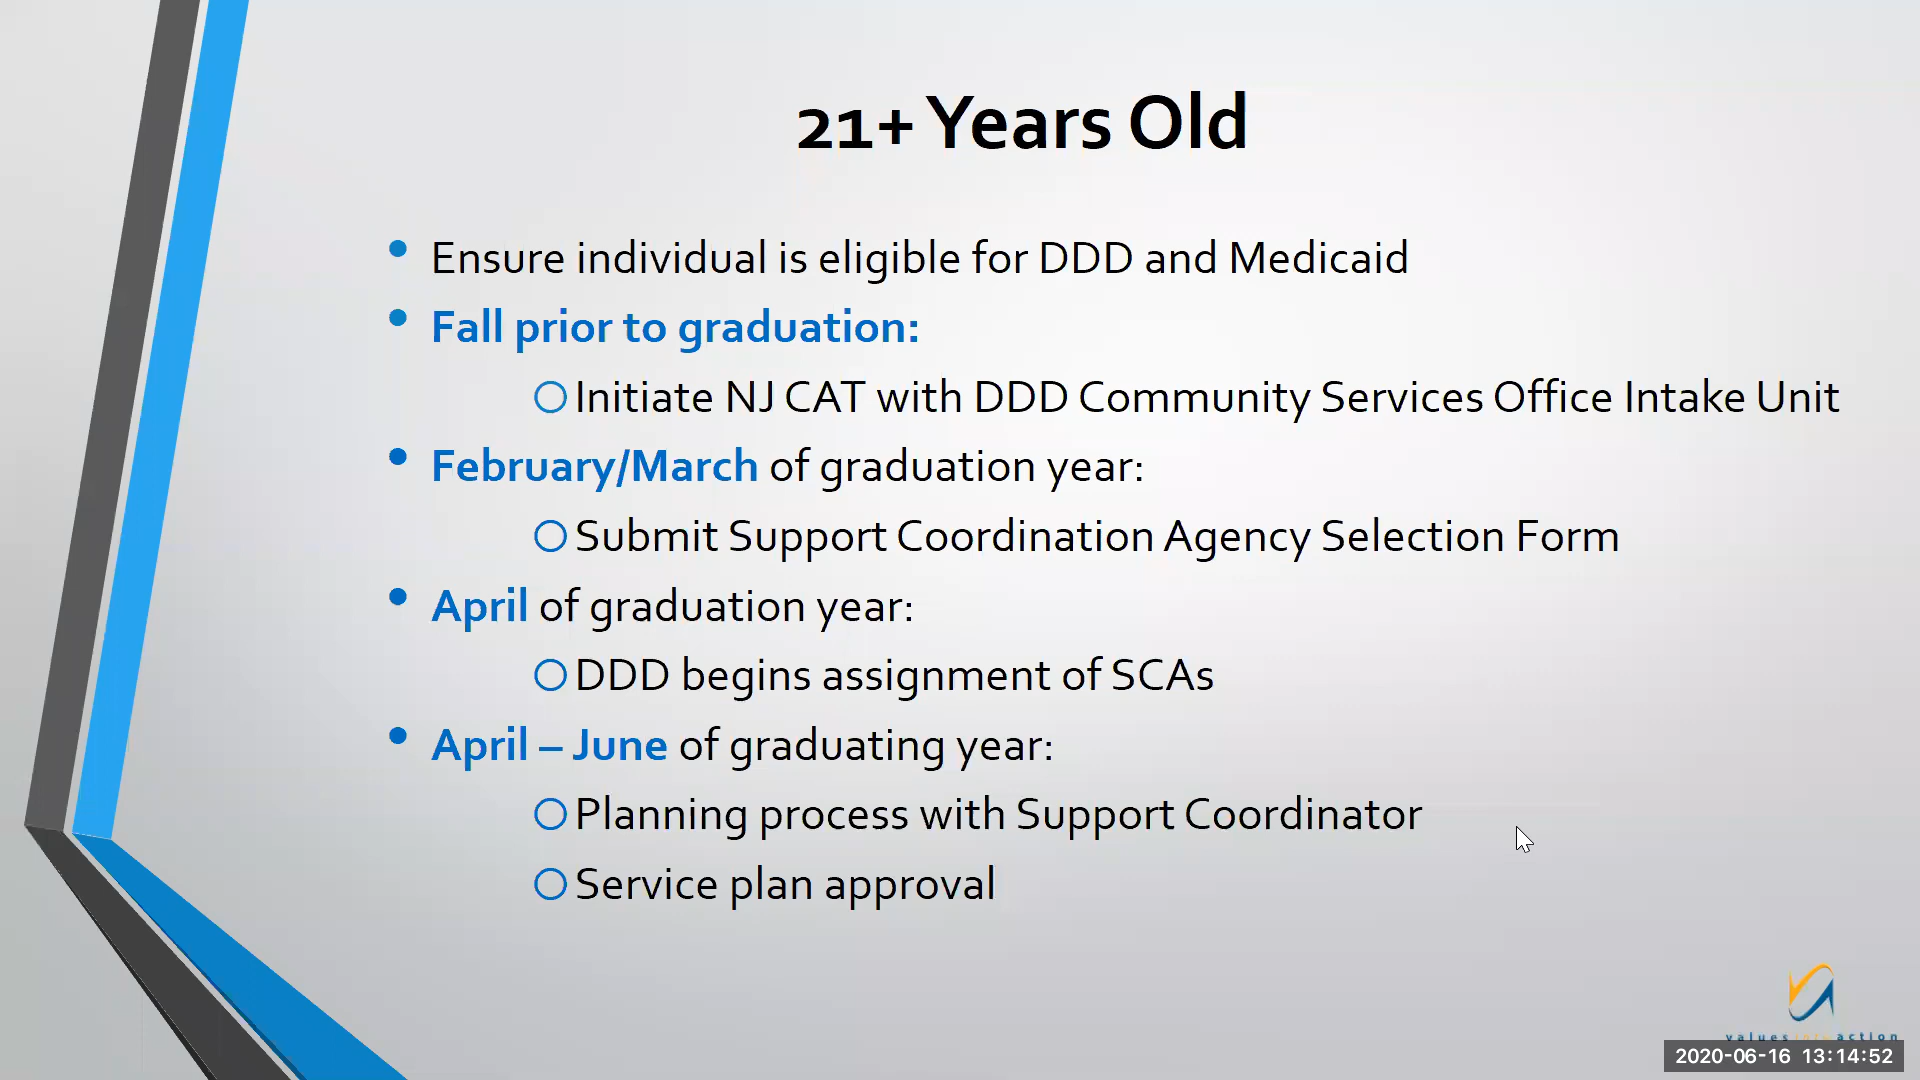 21+ Years Old
Ensure individual is eligible for DDD and Medicaid
Fall prior to graduation:
Initiate NJ CAT with DDD Community Services Office Intake Unit
February/March of graduation year:
Submit Support Coordination Agency Selection Form
April of graduation year:
DDD begins assignment of SCAs
April – June of graduating year:
Planning process with Support Coordinator
Service plan approval
values into action
2020-06-16 13:14:52